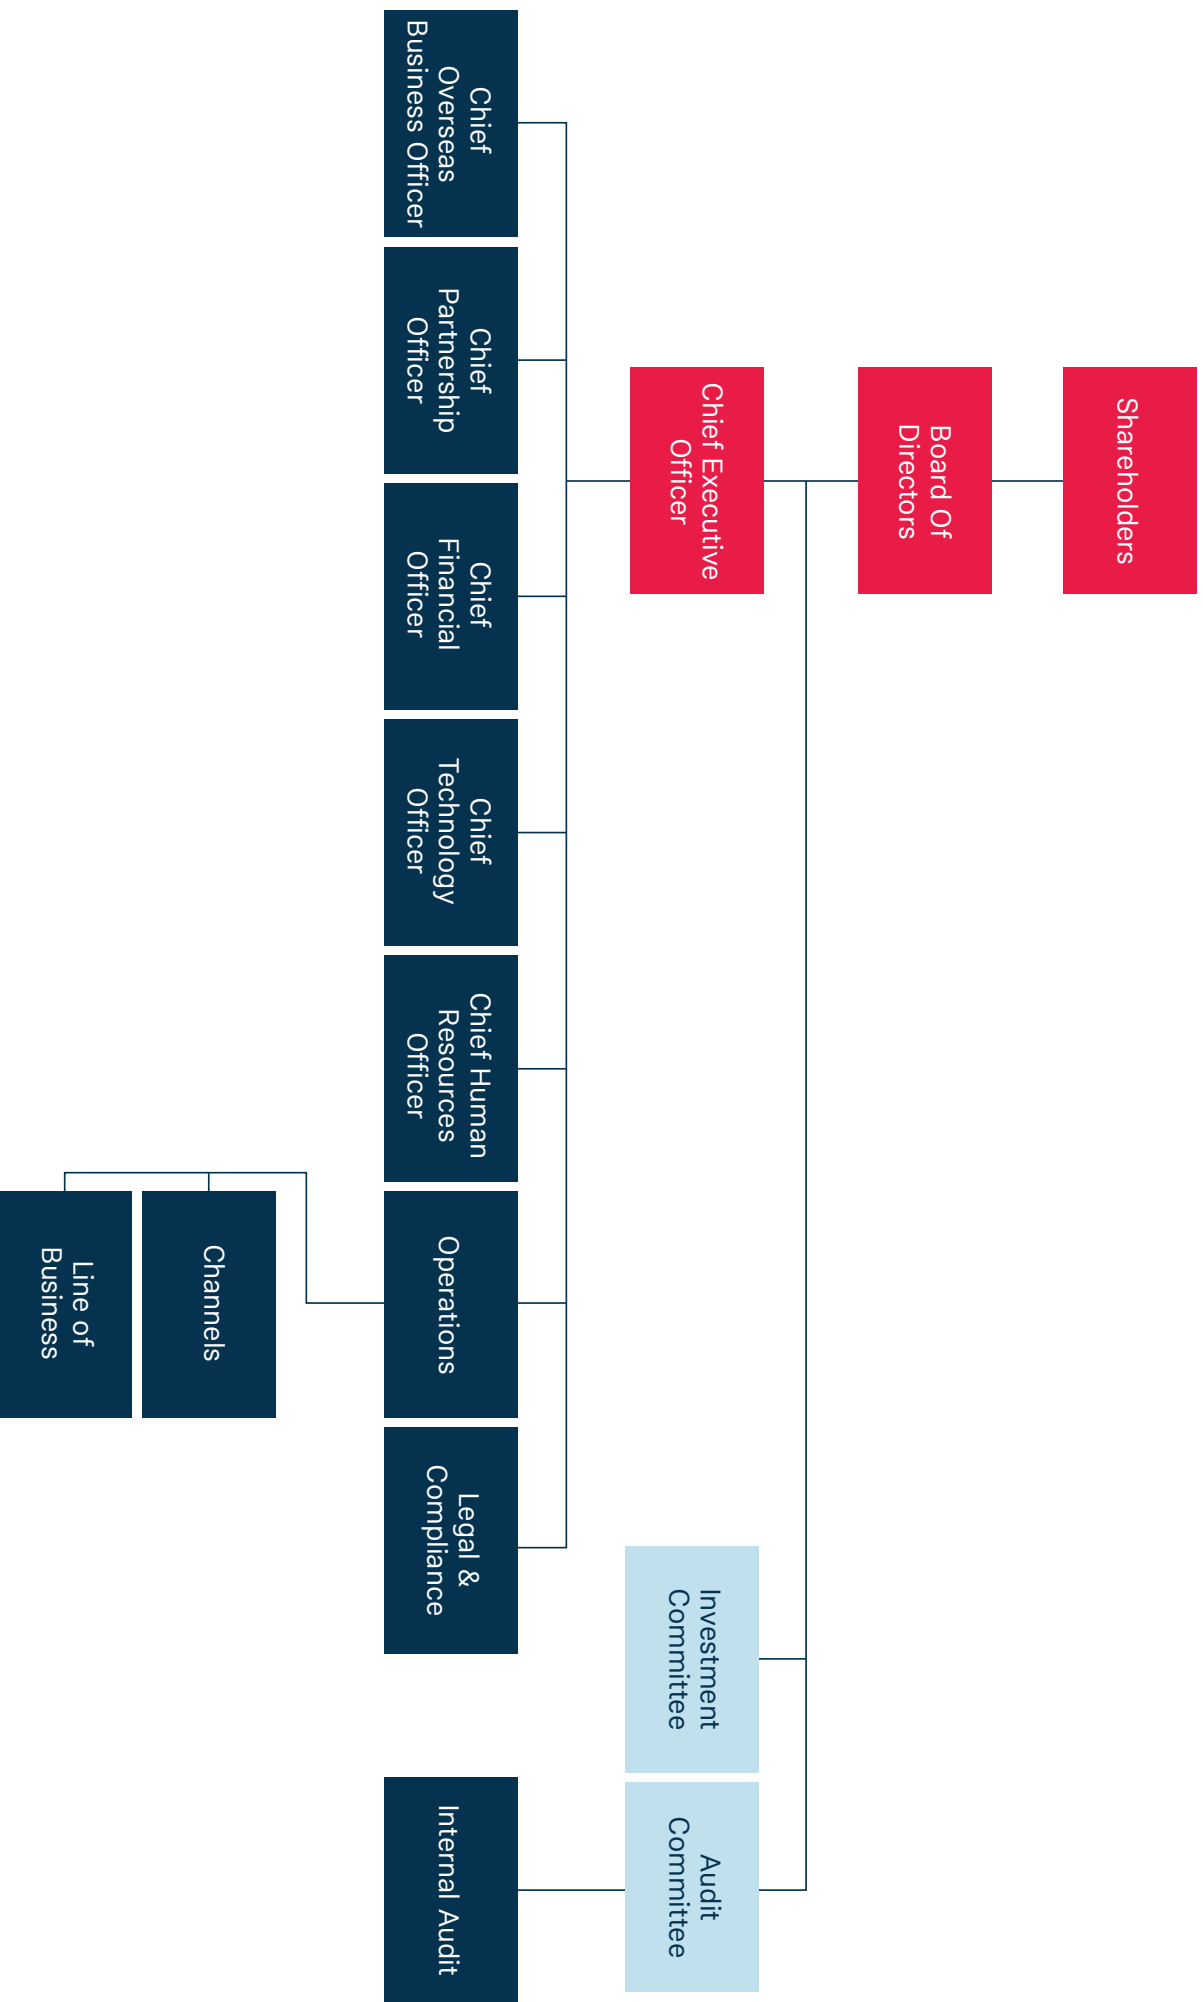 Shareholders
Board Of
Directors
Chief Executive
Officer
Investment
Committee
Audit
Committee
Chief
Overseas
Business Officer
Chief
Partnership
Officer
Chief
Financial
Officer
Chief
Technology
Officer
Chief Human
Resources
Officer
Operations
Legal &
Compliance
Internal Audit
Channels
Line of
Business